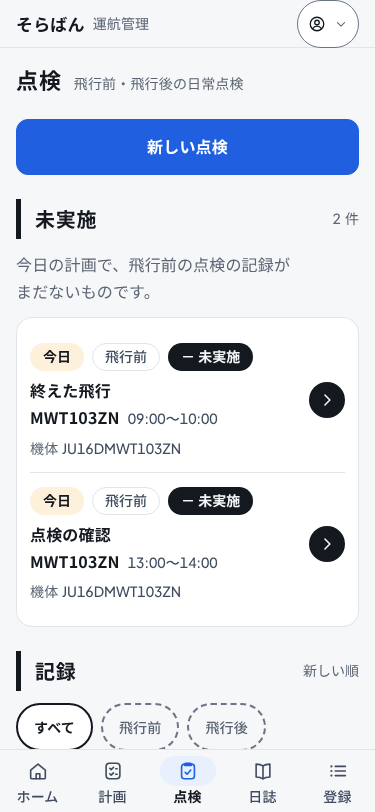 そらばん 運航管理
点検 飛行前・飛行後の日常点検
新しい点検
未実施 2 件
今日の計画で、飛行前の点検の記録が
まだないものです。
今日 飛行前 − 未実施
終えた飛行
MWT103ZN 09:00〜10:00
機体 JU16DMWT103ZN
今日 飛行前 − 未実施
点検の確認
MWT103ZN 13:00〜14:00
機体 JU16DMWT103ZN
記録 新しい順
すべて 飛行前 飛行後
ホーム 計画 点検 日誌 登録